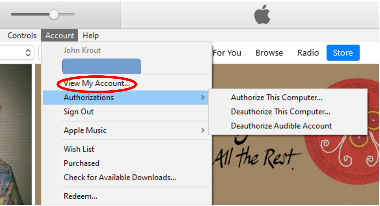 Controls Account Help
John Krout
For You Browse Radio Store
View My Account...
Authorizations
Authorize This Computer...
Deauthorize This Computer...
Deauthorize Audible Account
Sign Out
Apple Music
Wish List
Purchased
Check for Available Downloads...
Redeem...
All the Rest.